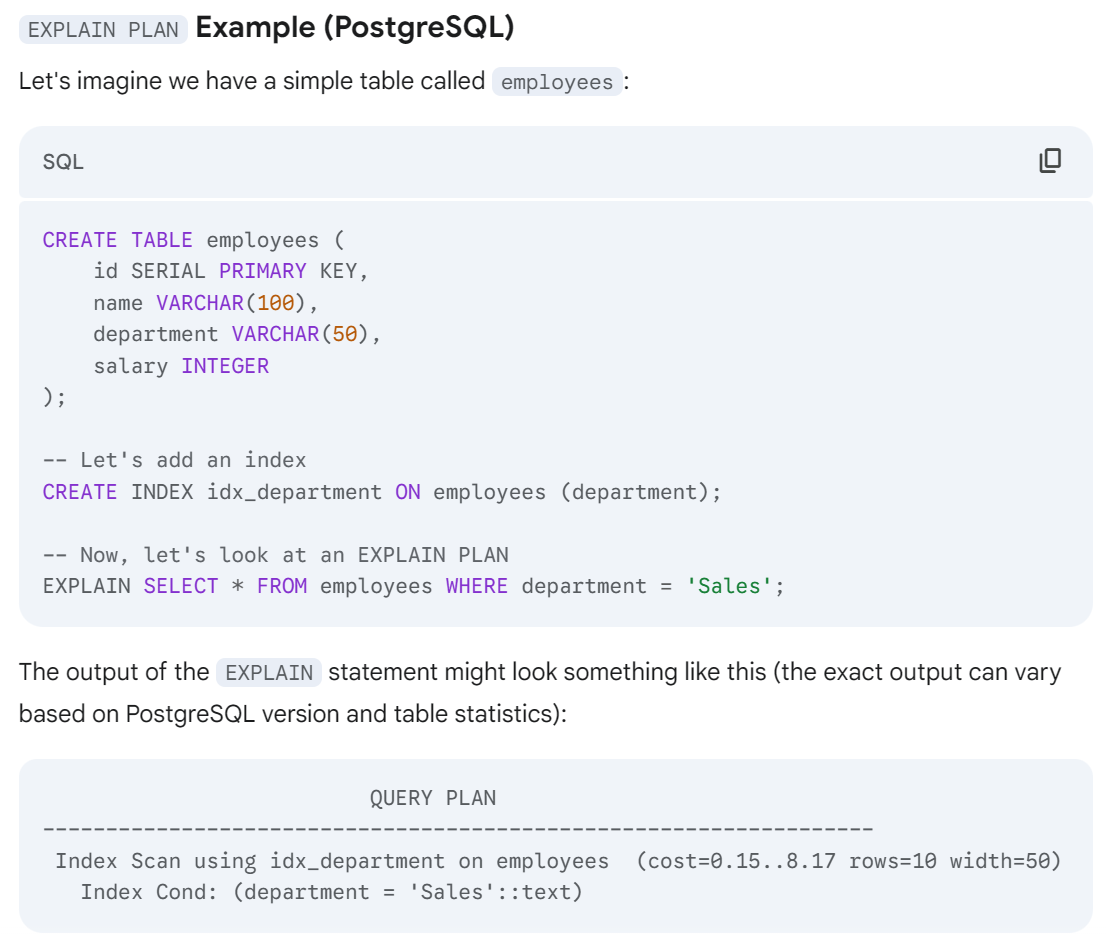 EXPLAIN PLAN Example (PostgreSQL)
Let's imagine we have a simple table called employees:
SQL
CREATE TABLE employees (
    id SERIAL PRIMARY KEY,
    name VARCHAR(100),
    department VARCHAR(50),
    salary INTEGER
);
-- Let's add an index
CREATE INDEX idx_department ON employees (department);
-- Now, let's look at an EXPLAIN PLAN
EXPLAIN SELECT * FROM employees WHERE department = 'Sales';
The output of the EXPLAIN statement might look something like this (the exact output can vary
based on PostgreSQL version and table statistics):
QUERY PLAN
------------------------------------------------------------------
Index Scan using idx_department on employees  (cost=0.15..8.17 rows=10 width=50)
  Index Cond: (department = 'Sales'::text)